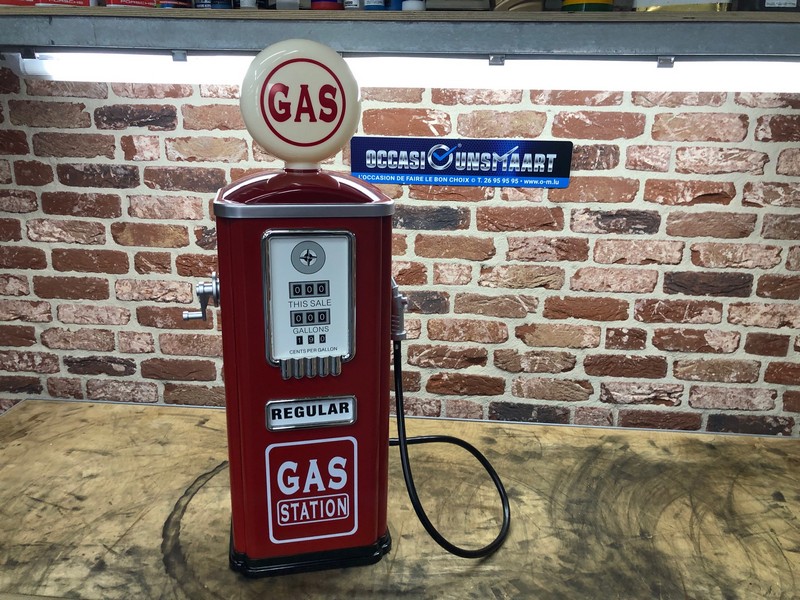 GAS
OCCASIOUNSMAART
L'OCCASION DE FAIRE LE BON CHOIX T. 26 95 95 95 • www.o-m.lu
000
THIS SALE
000
GALLONS
190
CENTS PER GALLON
REGULAR
GAS
STATION